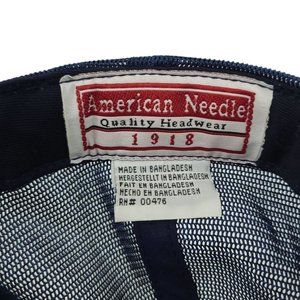 American Needle
Quality Headwear
1918
MADE IN BANGLADESH
HERGESTELLT IN BANGLADESH
FAIT EN BANGLADESH
HECHO EN BANGLADESH
RN# 00476